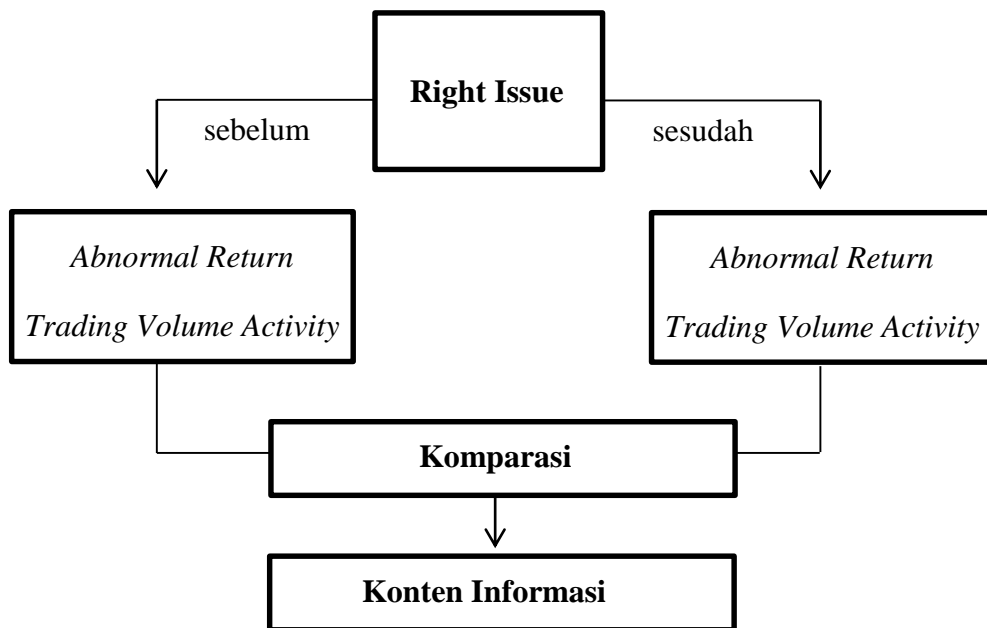 Right Issue
sebelum
sesudah
Abnormal Return
Trading Volume Activity
Abnormal Return
Trading Volume Activity
Komparasi
Konten Informasi